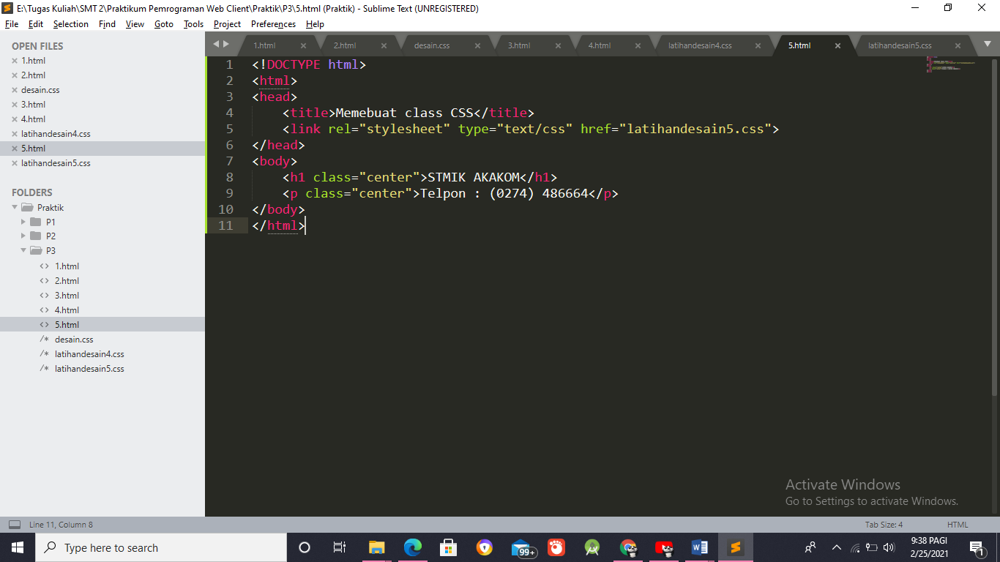 E:\Tugas Kuliah\SMT 2\Praktikum Pemrograman Web Client\Praktik\P3\5.html (Praktik) - Sublime Text (UNREGISTERED)
File Edit Selection Find View Goto Tools Project Preferences Help
OPEN FILES
1.html
2.html
desain.css
3.html
4.html
latihandesain4.css
5.html
latihandesain5.css
FOLDERS
Praktik
P1
P2
P3
<> 1.html
<> 2.html
<> 3.html
<> 4.html
<> 5.html
/* desain.css
/* latihandesain4.css
/* latihandesain5.css
1.html × 2.html × desain.css × 3.html × 4.html × latihandesain4.css × 5.html × latihandesain5.css ×
1 <!DOCTYPE html>
2 <html>
3 <head>
4 <title>Memebuat class CSS</title>
5 <link rel="stylesheet" type="text/css" href="latihandesain5.css">
6 </head>
7 <body>
8 <h1 class="center">STMIK AKAKOM</h1>
9 <p class="center">Telpon : (0274) 486664</p>
10 </body>
11 </html>
Activate Windows
Go to Settings to activate Windows.
Line 11, Column 8 Tab Size: 4 HTML
Type here to search
99+
9:38 PAGI
2/25/2021
1